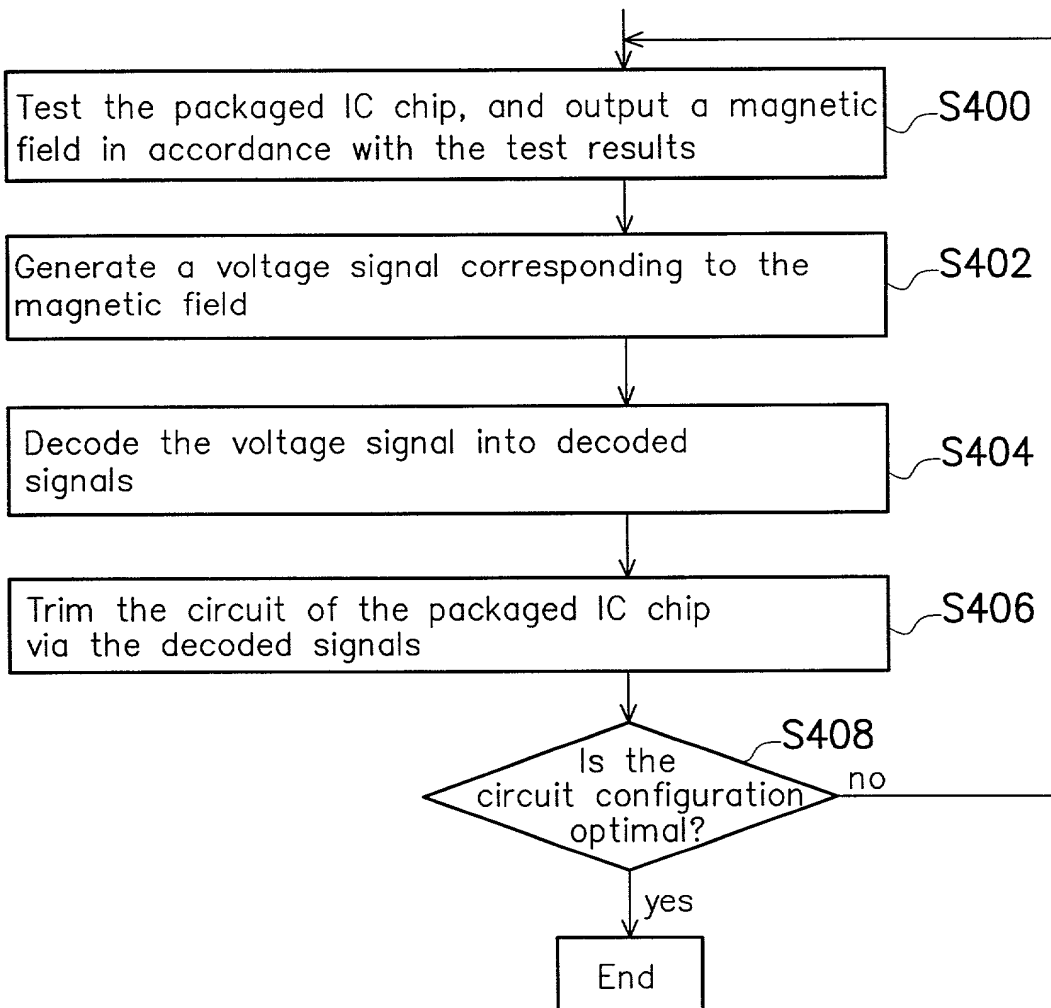 Test the packaged IC chip, and output a magnetic
field in accordance with the test results
S400
Generate a voltage signal corresponding to the
magnetic field
S402
Decode the voltage signal into decoded
signals
S404
Trim the circuit of the packaged IC chip
via the decoded signals
S406
S408
Is the
circuit configuration
optimal?
no
yes
End